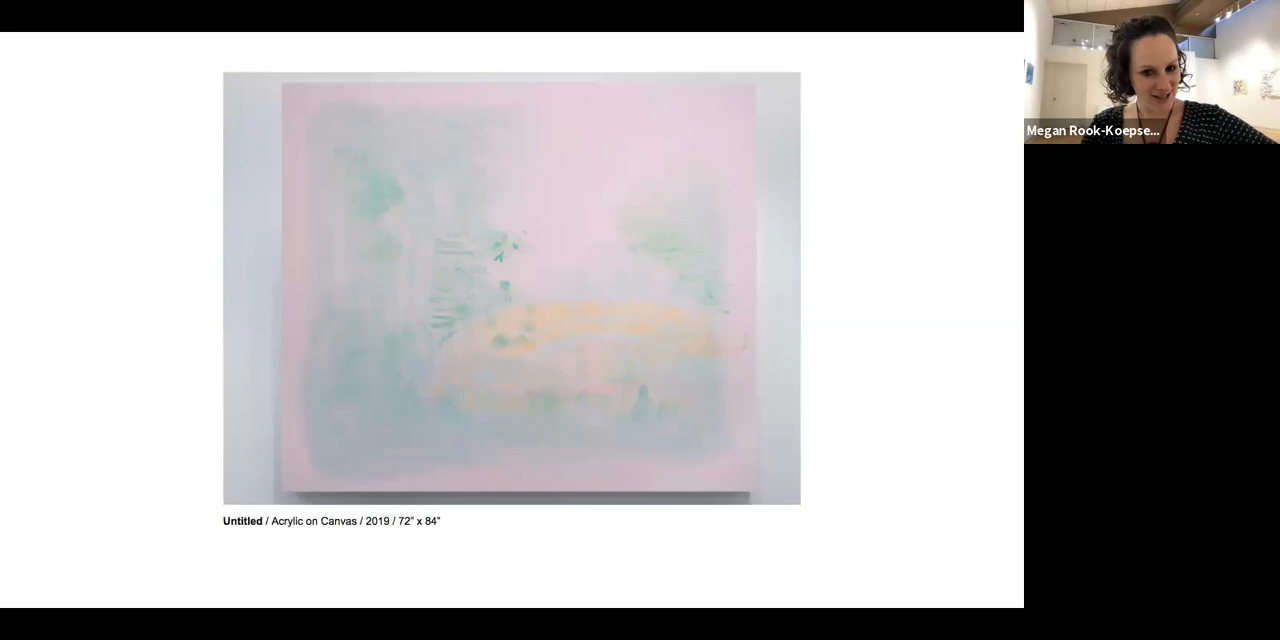 Megan Rook-Koepse...
Untitled / Acrylic on Canvas / 2019 / 72" x 84"